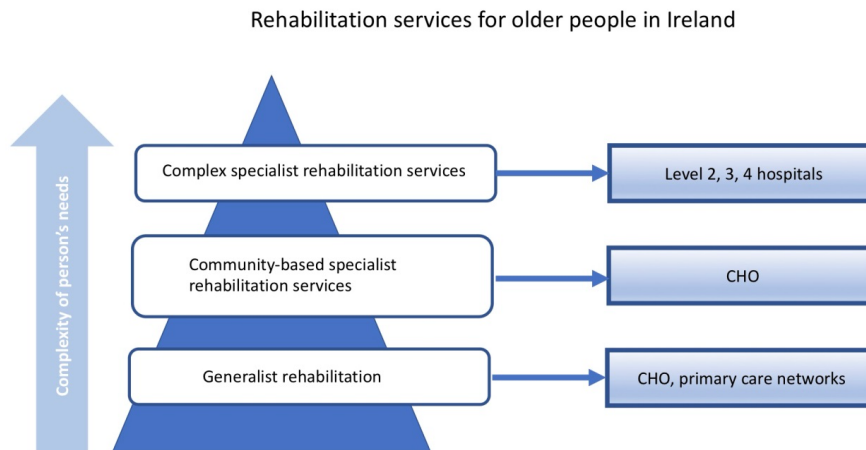 Rehabilitation services for older people in Ireland
Complexity of person's needs
Complex specialist rehabilitation services
Level 2, 3, 4 hospitals
Community-based specialist
rehabilitation services
CHO
Generalist rehabilitation
CHO, primary care networks